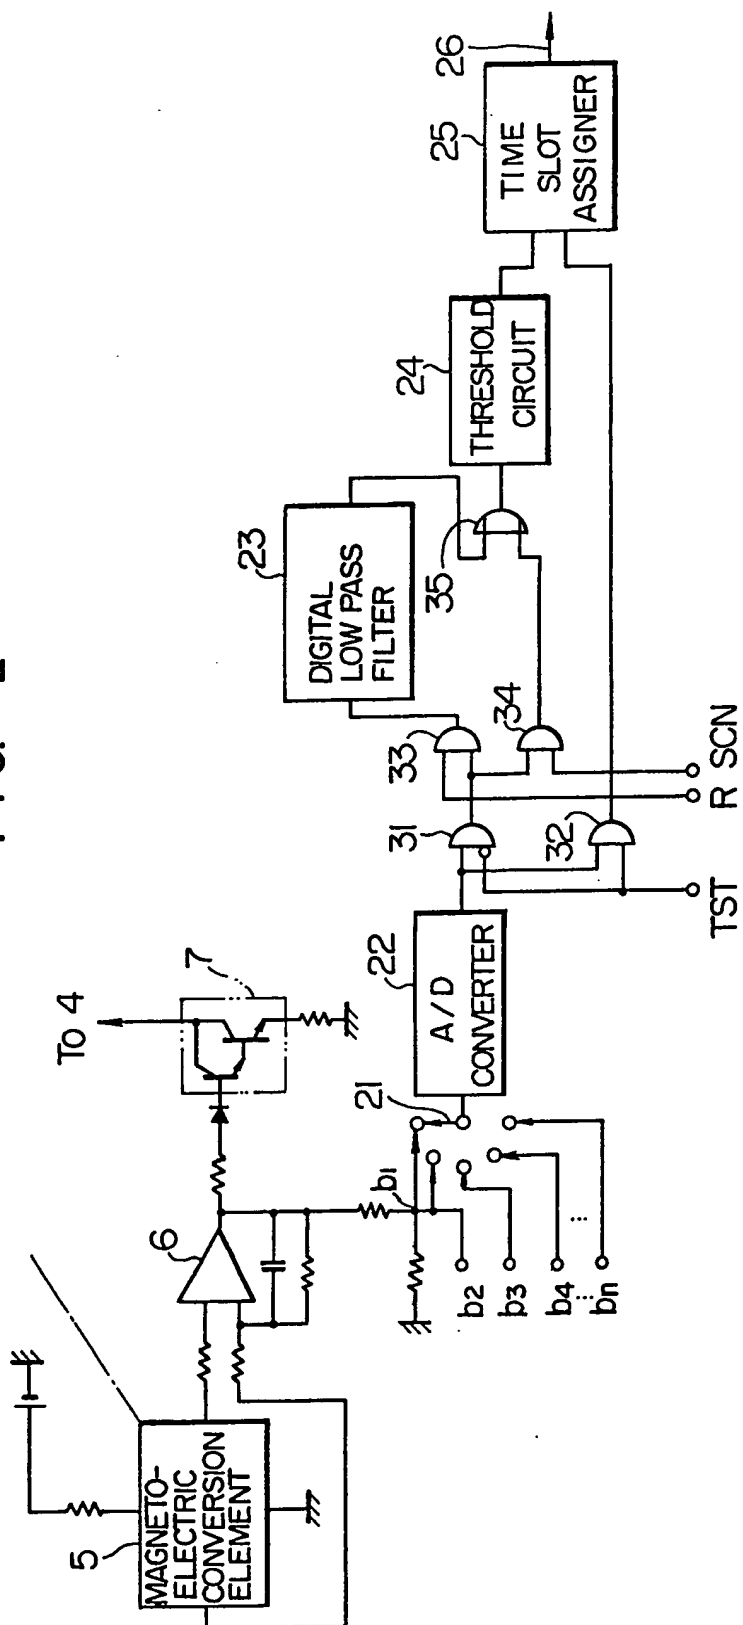 To 4
7
6
5
MAGNETO-
ELECTRIC
CONVERSION
ELEMENT
b1
b2
b3
b4
...
bn
21
22
A/D
CONVERTER
31
32
33
34
35
TST
R
SCN
23
DIGITAL
LOW PASS
FILTER
24
THRESHOLD
CIRCUIT
25
TIME
SLOT
ASSIGNER
26